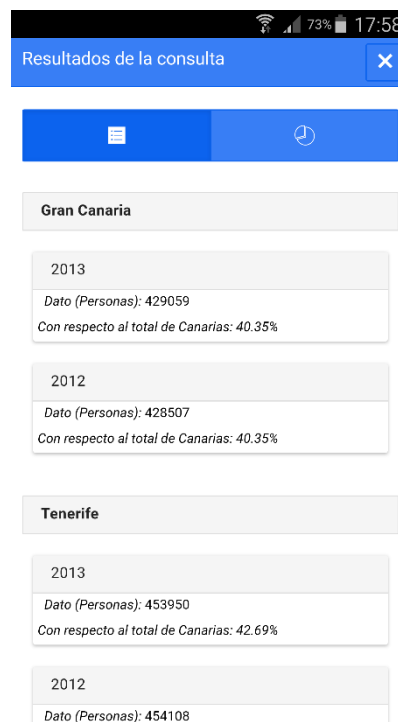 73% 17:58
Resultados de la consulta
Gran Canaria
2013
Dato (Personas): 429059
Con respecto al total de Canarias: 40.35%
2012
Dato (Personas): 428507
Con respecto al total de Canarias: 40.35%
Tenerife
2013
Dato (Personas): 453950
Con respecto al total de Canarias: 42.69%
2012
Dato (Personas): 454108